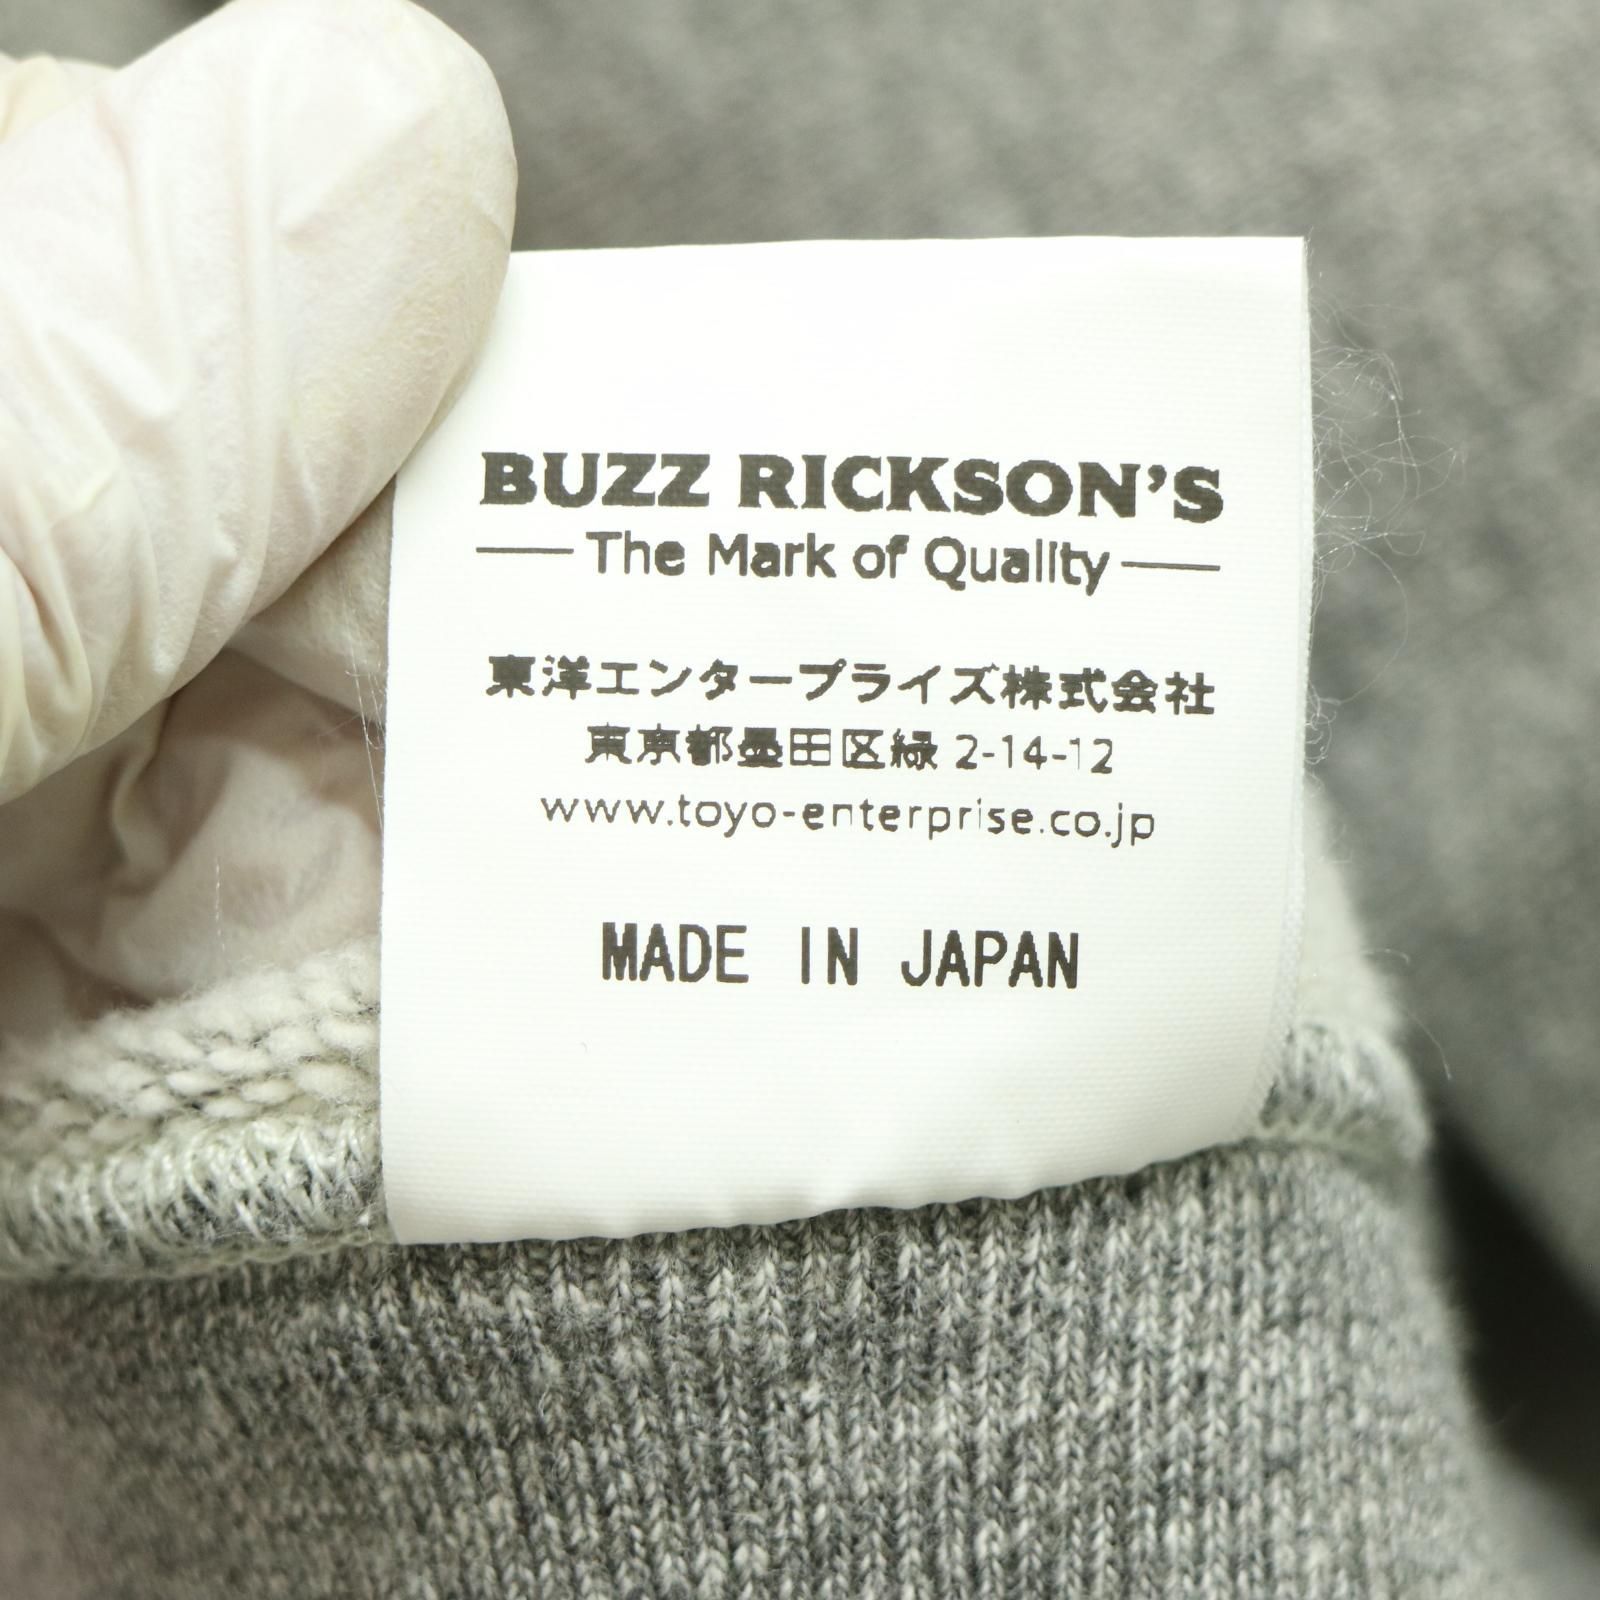 BUZZ RICKSON'S
The Mark of Quality
東洋エンタープライズ株式会社
東京都墨田区緑 2-14-12
www.toyo-enterprise.co.jp
MADE IN JAPAN